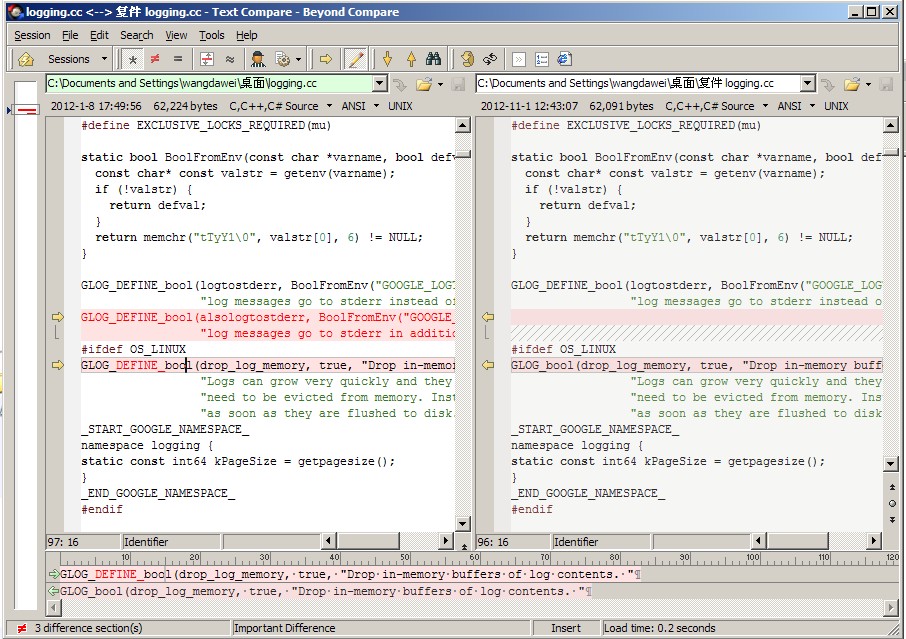 logging.cc <--> 复件 logging.cc - Text Compare - Beyond Compare
Session File Edit Search View Tools Help
Sessions
C:\Documents and Settings\wangdawei\桌面\logging.cc
C:\Documents and Settings\wangdawei\桌面\复件 logging.cc
2012-1-8 17:49:56 62,224 bytes C,C++,C# Source ANSI UNIX
2012-11-1 12:43:07 62,091 bytes C,C++,C# Source ANSI UNIX
#define EXCLUSIVE_LOCKS_REQUIRED(mu)
static bool BoolFromEnv(const char *varname, bool defv
const char* const valstr = getenv(varname);
if (!valstr) {
return defval;
}
return memchr("tTyY1\0", valstr[0], 6) != NULL;
}
GLOG_DEFINE_bool(logtostderr, BoolFromEnv("GOOGLE_LOGT
"log messages go to stderr instead o
GLOG_DEFINE_bool(alsologtostderr, BoolFromEnv("GOOGLE_
"log messages go to stderr in additio
#ifdef OS_LINUX
GLOG_DEFINE_bool(drop_log_memory, true, "Drop in-memor
"Logs can grow very quickly and they
"need to be evicted from memory. Inst
"as soon as they are flushed to disk.
_START_GOOGLE_NAMESPACE_
namespace logging {
static const int64 kPageSize = getpagesize();
}
_END_GOOGLE_NAMESPACE_
#endif
#define EXCLUSIVE_LOCKS_REQUIRED(mu)
static bool BoolFromEnv(const char *varname, bool def
const char* const valstr = getenv(varname);
if (!valstr) {
return defval;
}
return memchr("tTyY1\0", valstr[0], 6) != NULL;
}
GLOG_DEFINE_bool(logtostderr, BoolFromEnv("GOOGLE_LOG
"log messages go to stderr instead o
#ifdef OS_LINUX
GLOG_bool(drop_log_memory, true, "Drop in-memory buff
"Logs can grow very quickly and they
"need to be evicted from memory. Ins
"as soon as they are flushed to disk
_START_GOOGLE_NAMESPACE_
namespace logging {
static const int64 kPageSize = getpagesize();
}
_END_GOOGLE_NAMESPACE_
#endif
97: 16 Identifier
96: 16 Identifier
10 20 30 40 50 60 70 80 90 100 110 120
GLOG_DEFINE_bool(drop_log_memory,·true,·"Drop·in-memory·buffers·of·log·contents.·"¶
GLOG_bool(drop_log_memory,·true,·"Drop·in-memory·buffers·of·log·contents.·"¶
3 difference section(s) Important Difference Insert Load time: 0.2 seconds